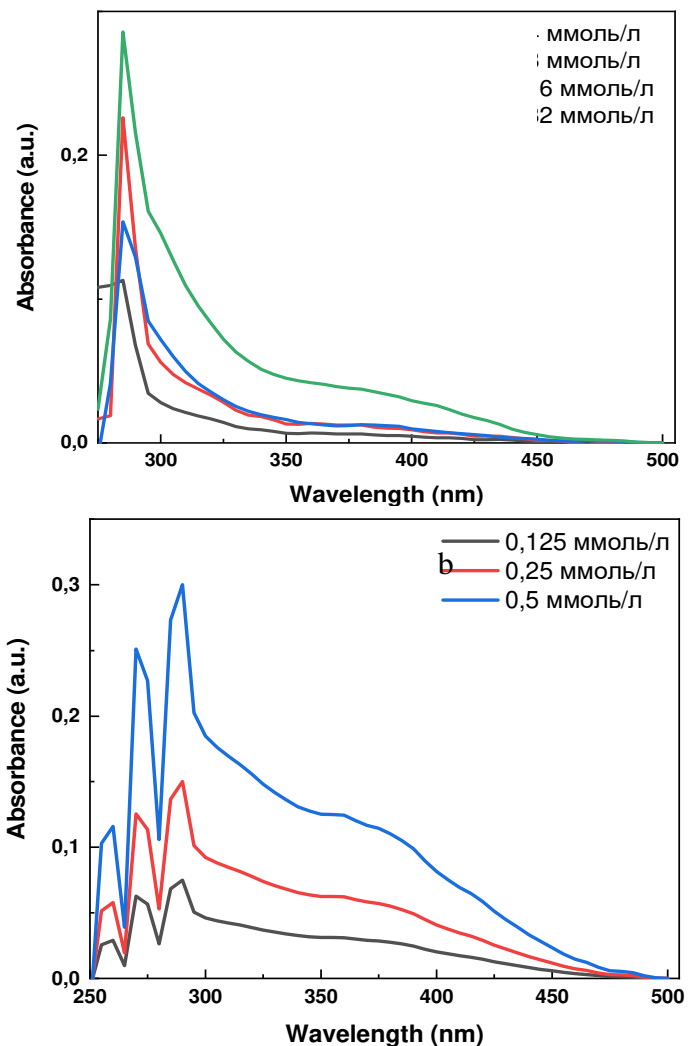 ммоль/л
ммоль/л
6 ммоль/л
32 ммоль/л
0,2
0,0
Absorbance (a.u.)
300 350 400 450 500
Wavelength (nm)
0,125 ммоль/л
b
0,25 ммоль/л
0,5 ммоль/л
0,3
0,2
0,1
0,0
Absorbance (a.u.)
250 300 350 400 450 500
Wavelength (nm)